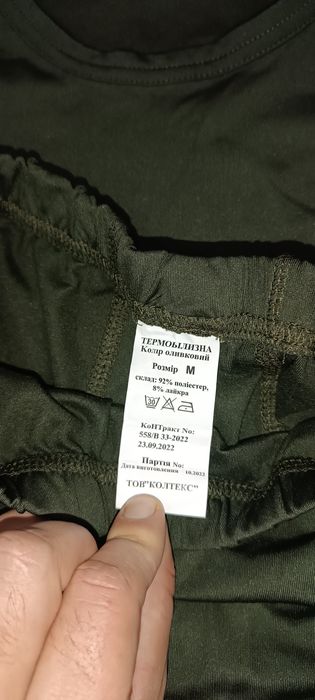 ТЕРМОБІЛИЗНА
Колір оливковий
Розмір M
склад: 92% поліестер,
8% лайкра
30
КоНТракт No:
558/В 33-2022
23.09.2022
Партія No:
Дата виготовлення 10.2022
ТОВ"КОЛТЕКС"